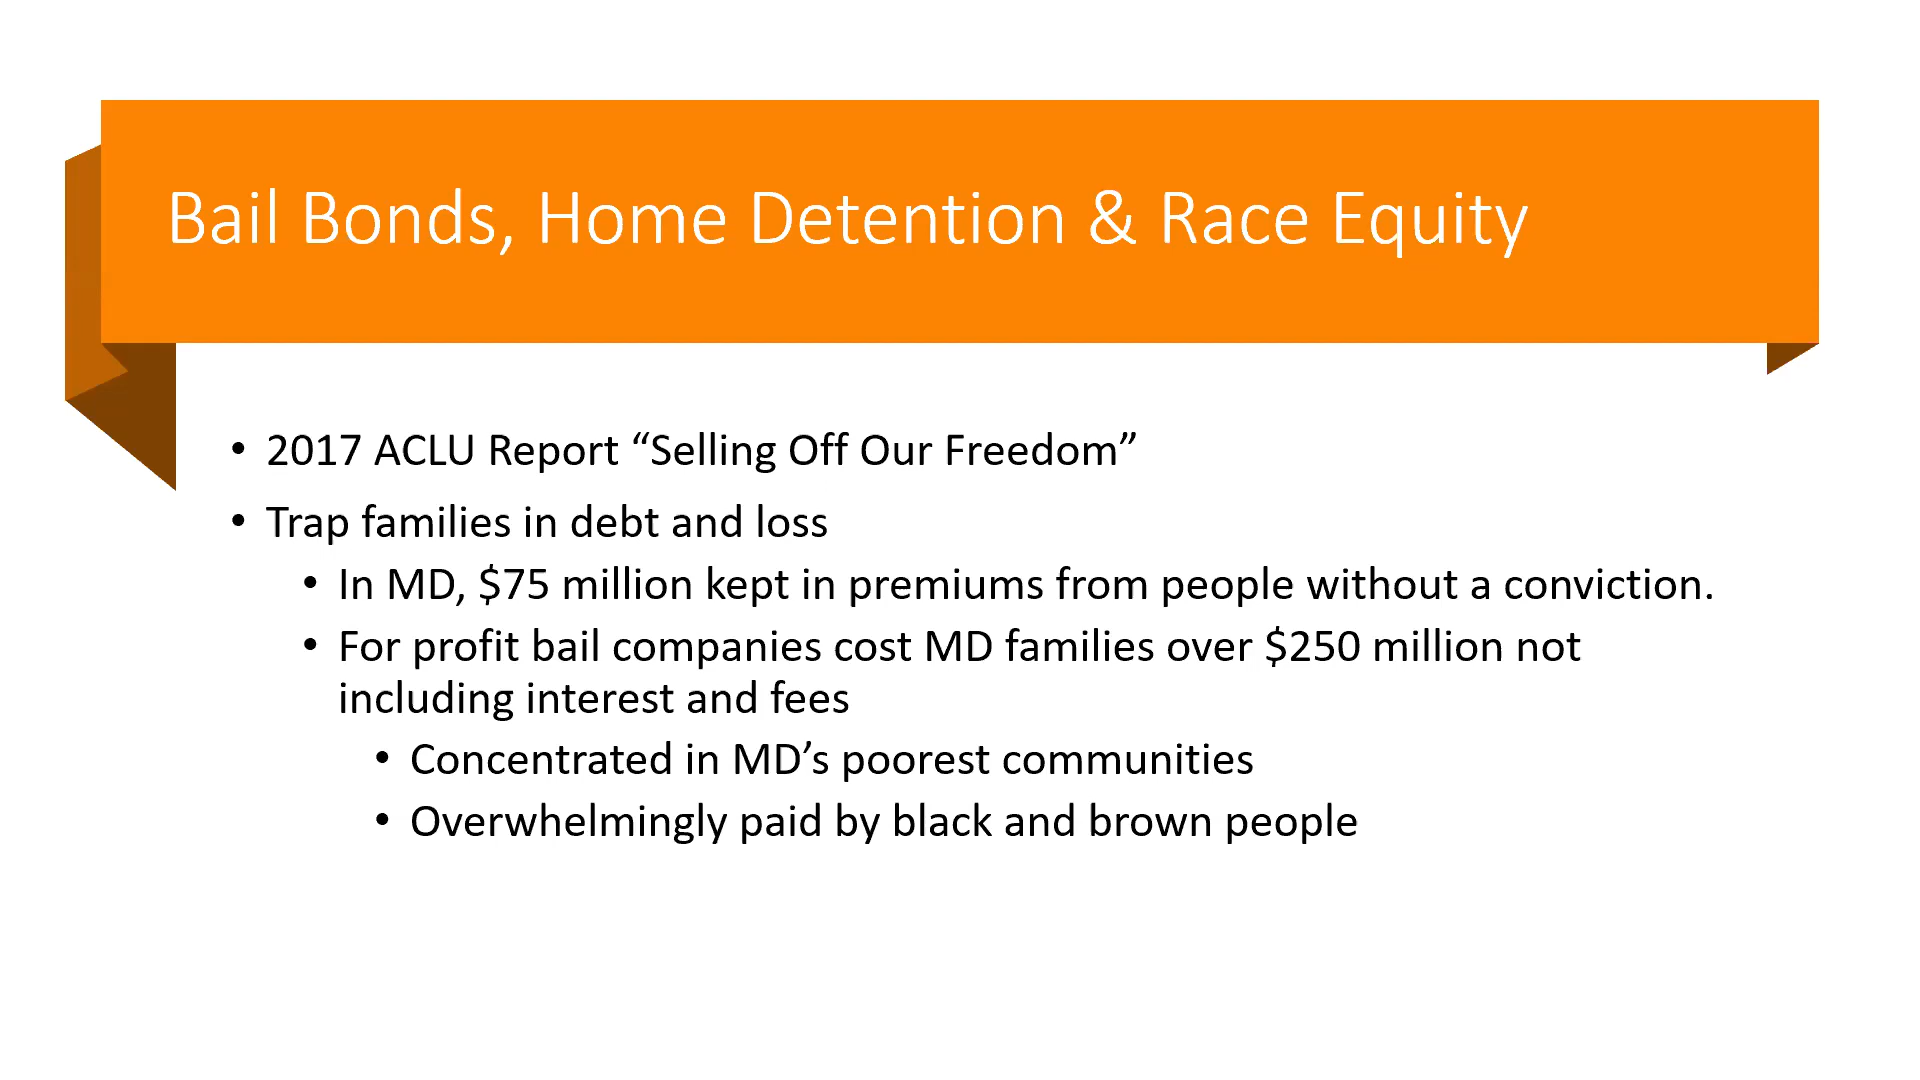 Bail Bonds, Home Detention & Race Equity
• 2017 ACLU Report “Selling Off Our Freedom”
• Trap families in debt and loss
• In MD, $75 million kept in premiums from people without a conviction.
• For profit bail companies cost MD families over $250 million not
including interest and fees
• Concentrated in MD’s poorest communities
• Overwhelmingly paid by black and brown people